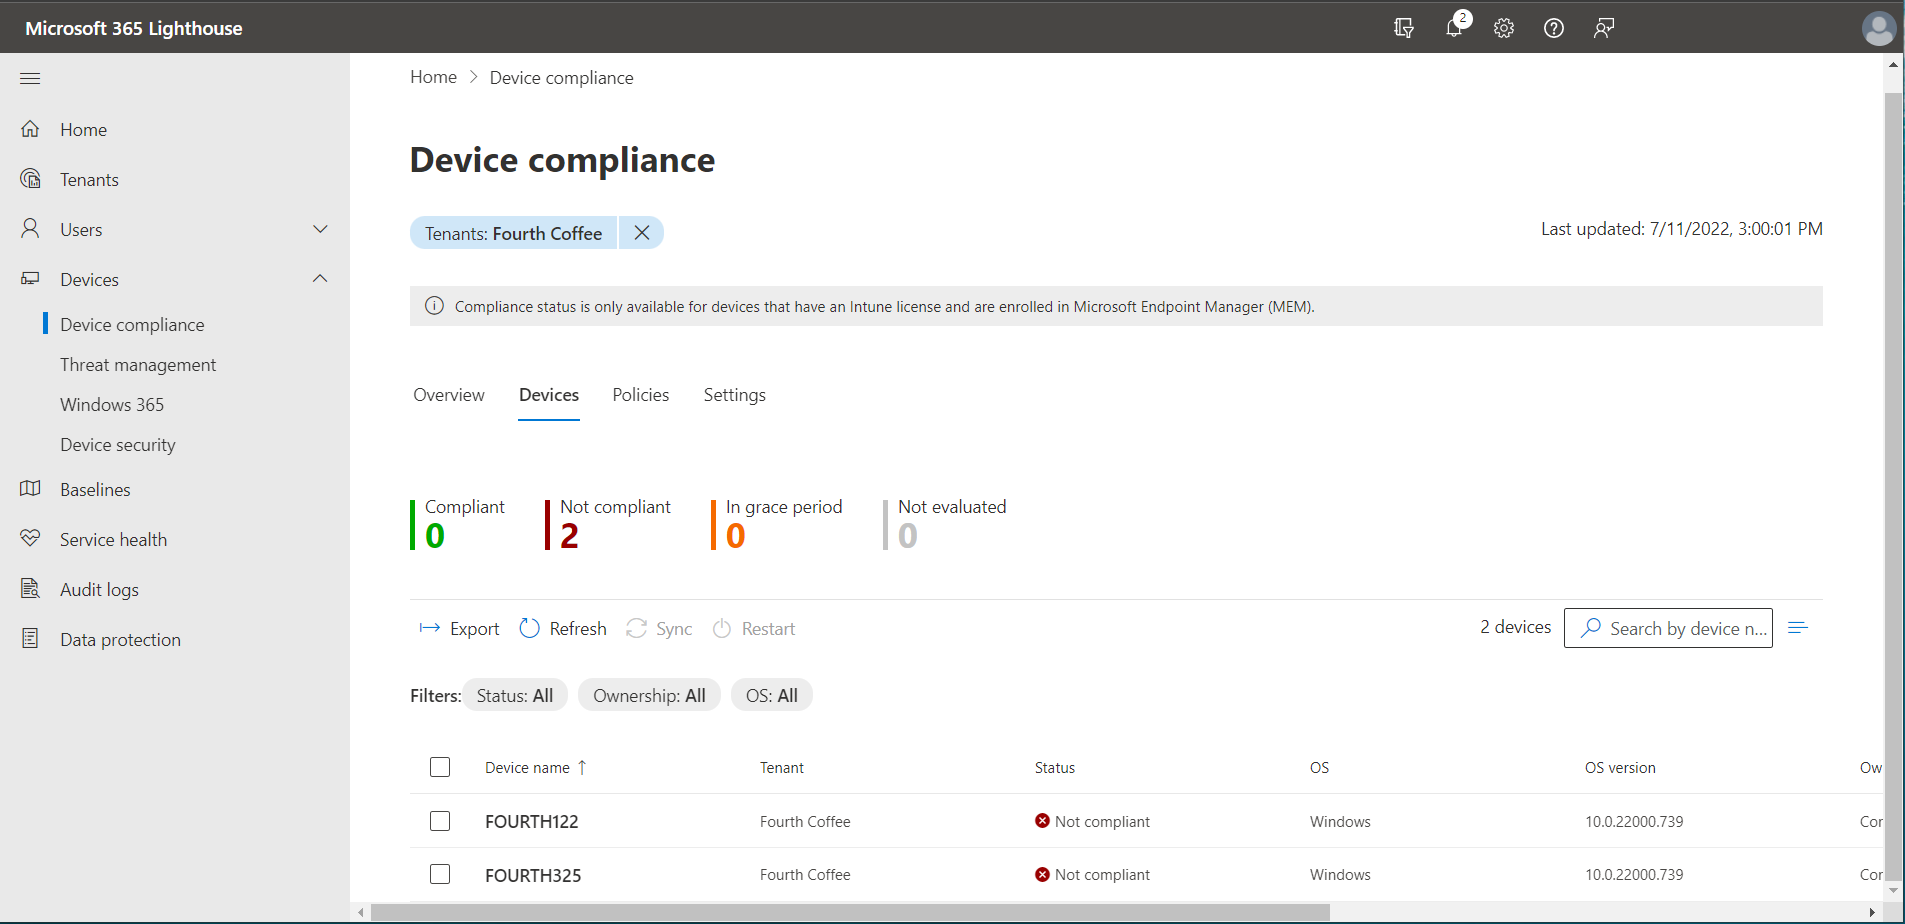 Microsoft 365 Lighthouse
2
Home
Tenants
Users
Devices
Device compliance
Threat management
Windows 365
Device security
Baselines
Service health
Audit logs
Data protection
Home > Device compliance
Device compliance
Tenants: Fourth Coffee
Last updated: 7/11/2022, 3:00:01 PM
Compliance status is only available for devices that have an Intune license and are enrolled in Microsoft Endpoint Manager (MEM).
Overview Devices Policies Settings
Compliant Not compliant In grace period Not evaluated
0 2 0 0
Export Refresh Sync Restart 2 devices Search by device n...
Filters: Status: All Ownership: All OS: All
Device name ↑ Tenant Status OS OS version Ow
FOURTH122 Fourth Coffee Not compliant Windows 10.0.22000.739 Cor
FOURTH325 Fourth Coffee Not compliant Windows 10.0.22000.739 Cor